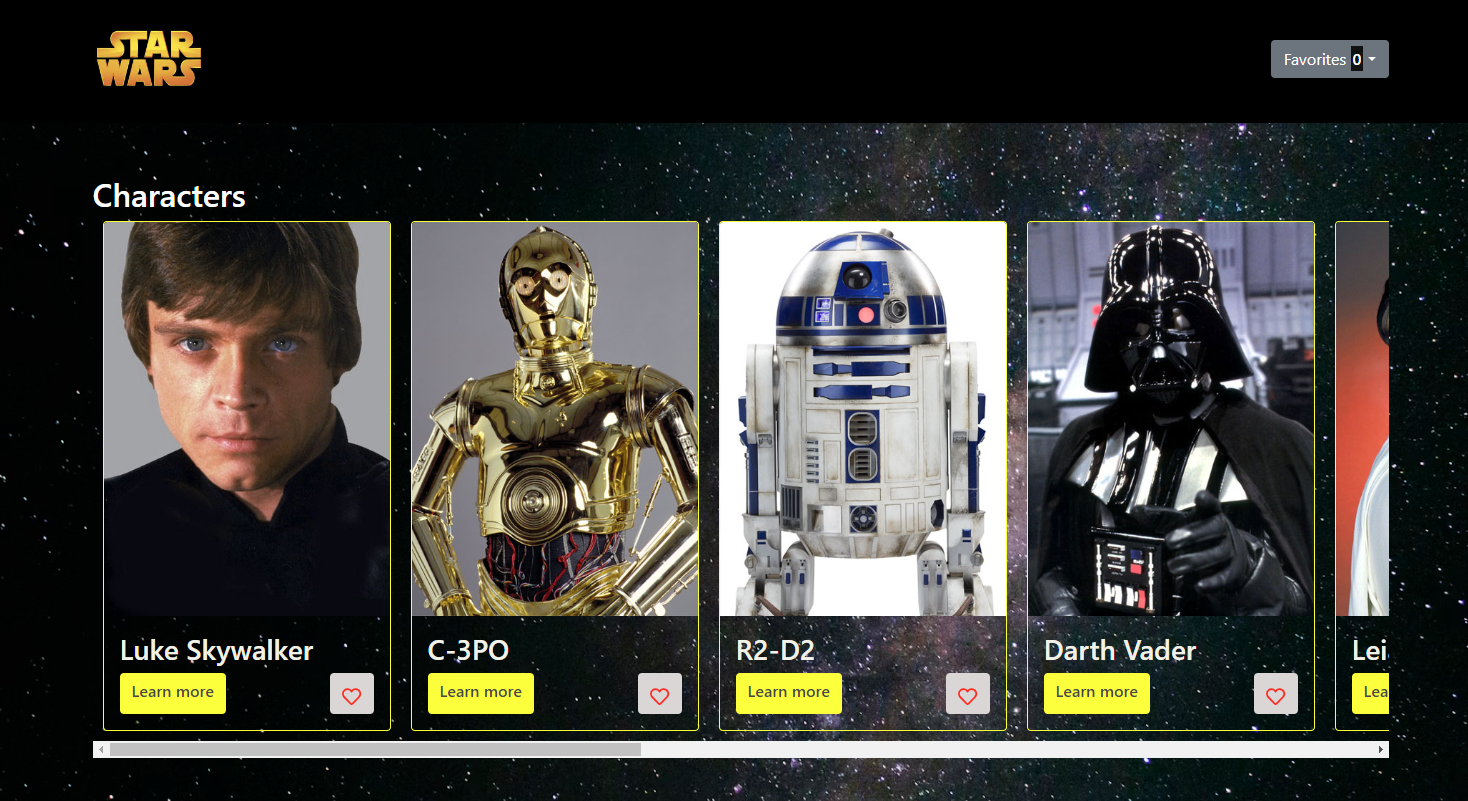 STAR
WARS
Favorites 0
Characters
Luke Skywalker
Learn more
C-3PO
Learn more
R2-D2
Learn more
Darth Vader
Learn more
Lei
Lea